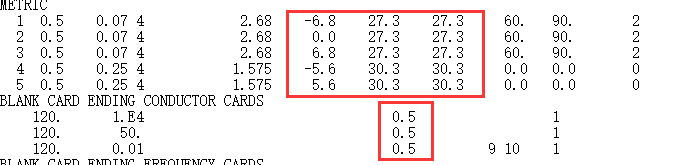 METRIC
1 0.5 0.07 4 2.68 -6.8 27.3 27.3 60. 90. 2
2 0.5 0.07 4 2.68 0.0 27.3 27.3 60. 90. 2
3 0.5 0.07 4 2.68 6.8 27.3 27.3 60. 90. 2
4 0.5 0.25 4 1.575 -5.6 30.3 30.3 0.0 0.0 0
5 0.5 0.25 4 1.575 5.6 30.3 30.3 0.0 0.0 0
BLANK CARD ENDING CONDUCTOR CARDS
120. 1.E4 0.5 1
120. 50. 0.5 1
120. 0.01 0.5 9 10 1
BLANK CARD ENDING FREQUENCY CARDS